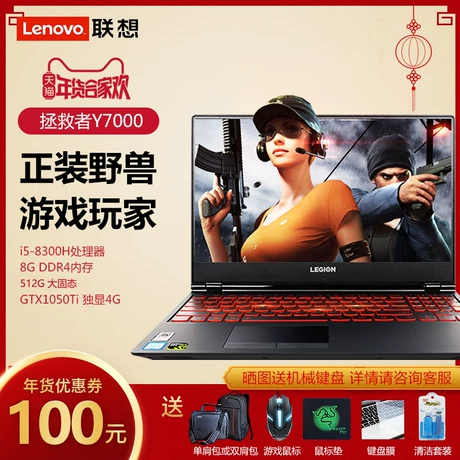 Lenovo 联想
天猫 年货合家欢
拯救者Y7000
正装野兽
游戏玩家
i5-8300H处理器
8G DDR4内存
512G 大固态
GTX1050Ti 独显4G
LEGION
晒图送机械键盘 详情请咨询客服
年货优惠券
100元
送
单肩包或双肩包
游戏鼠标
鼠标垫
键盘膜
清洁套装